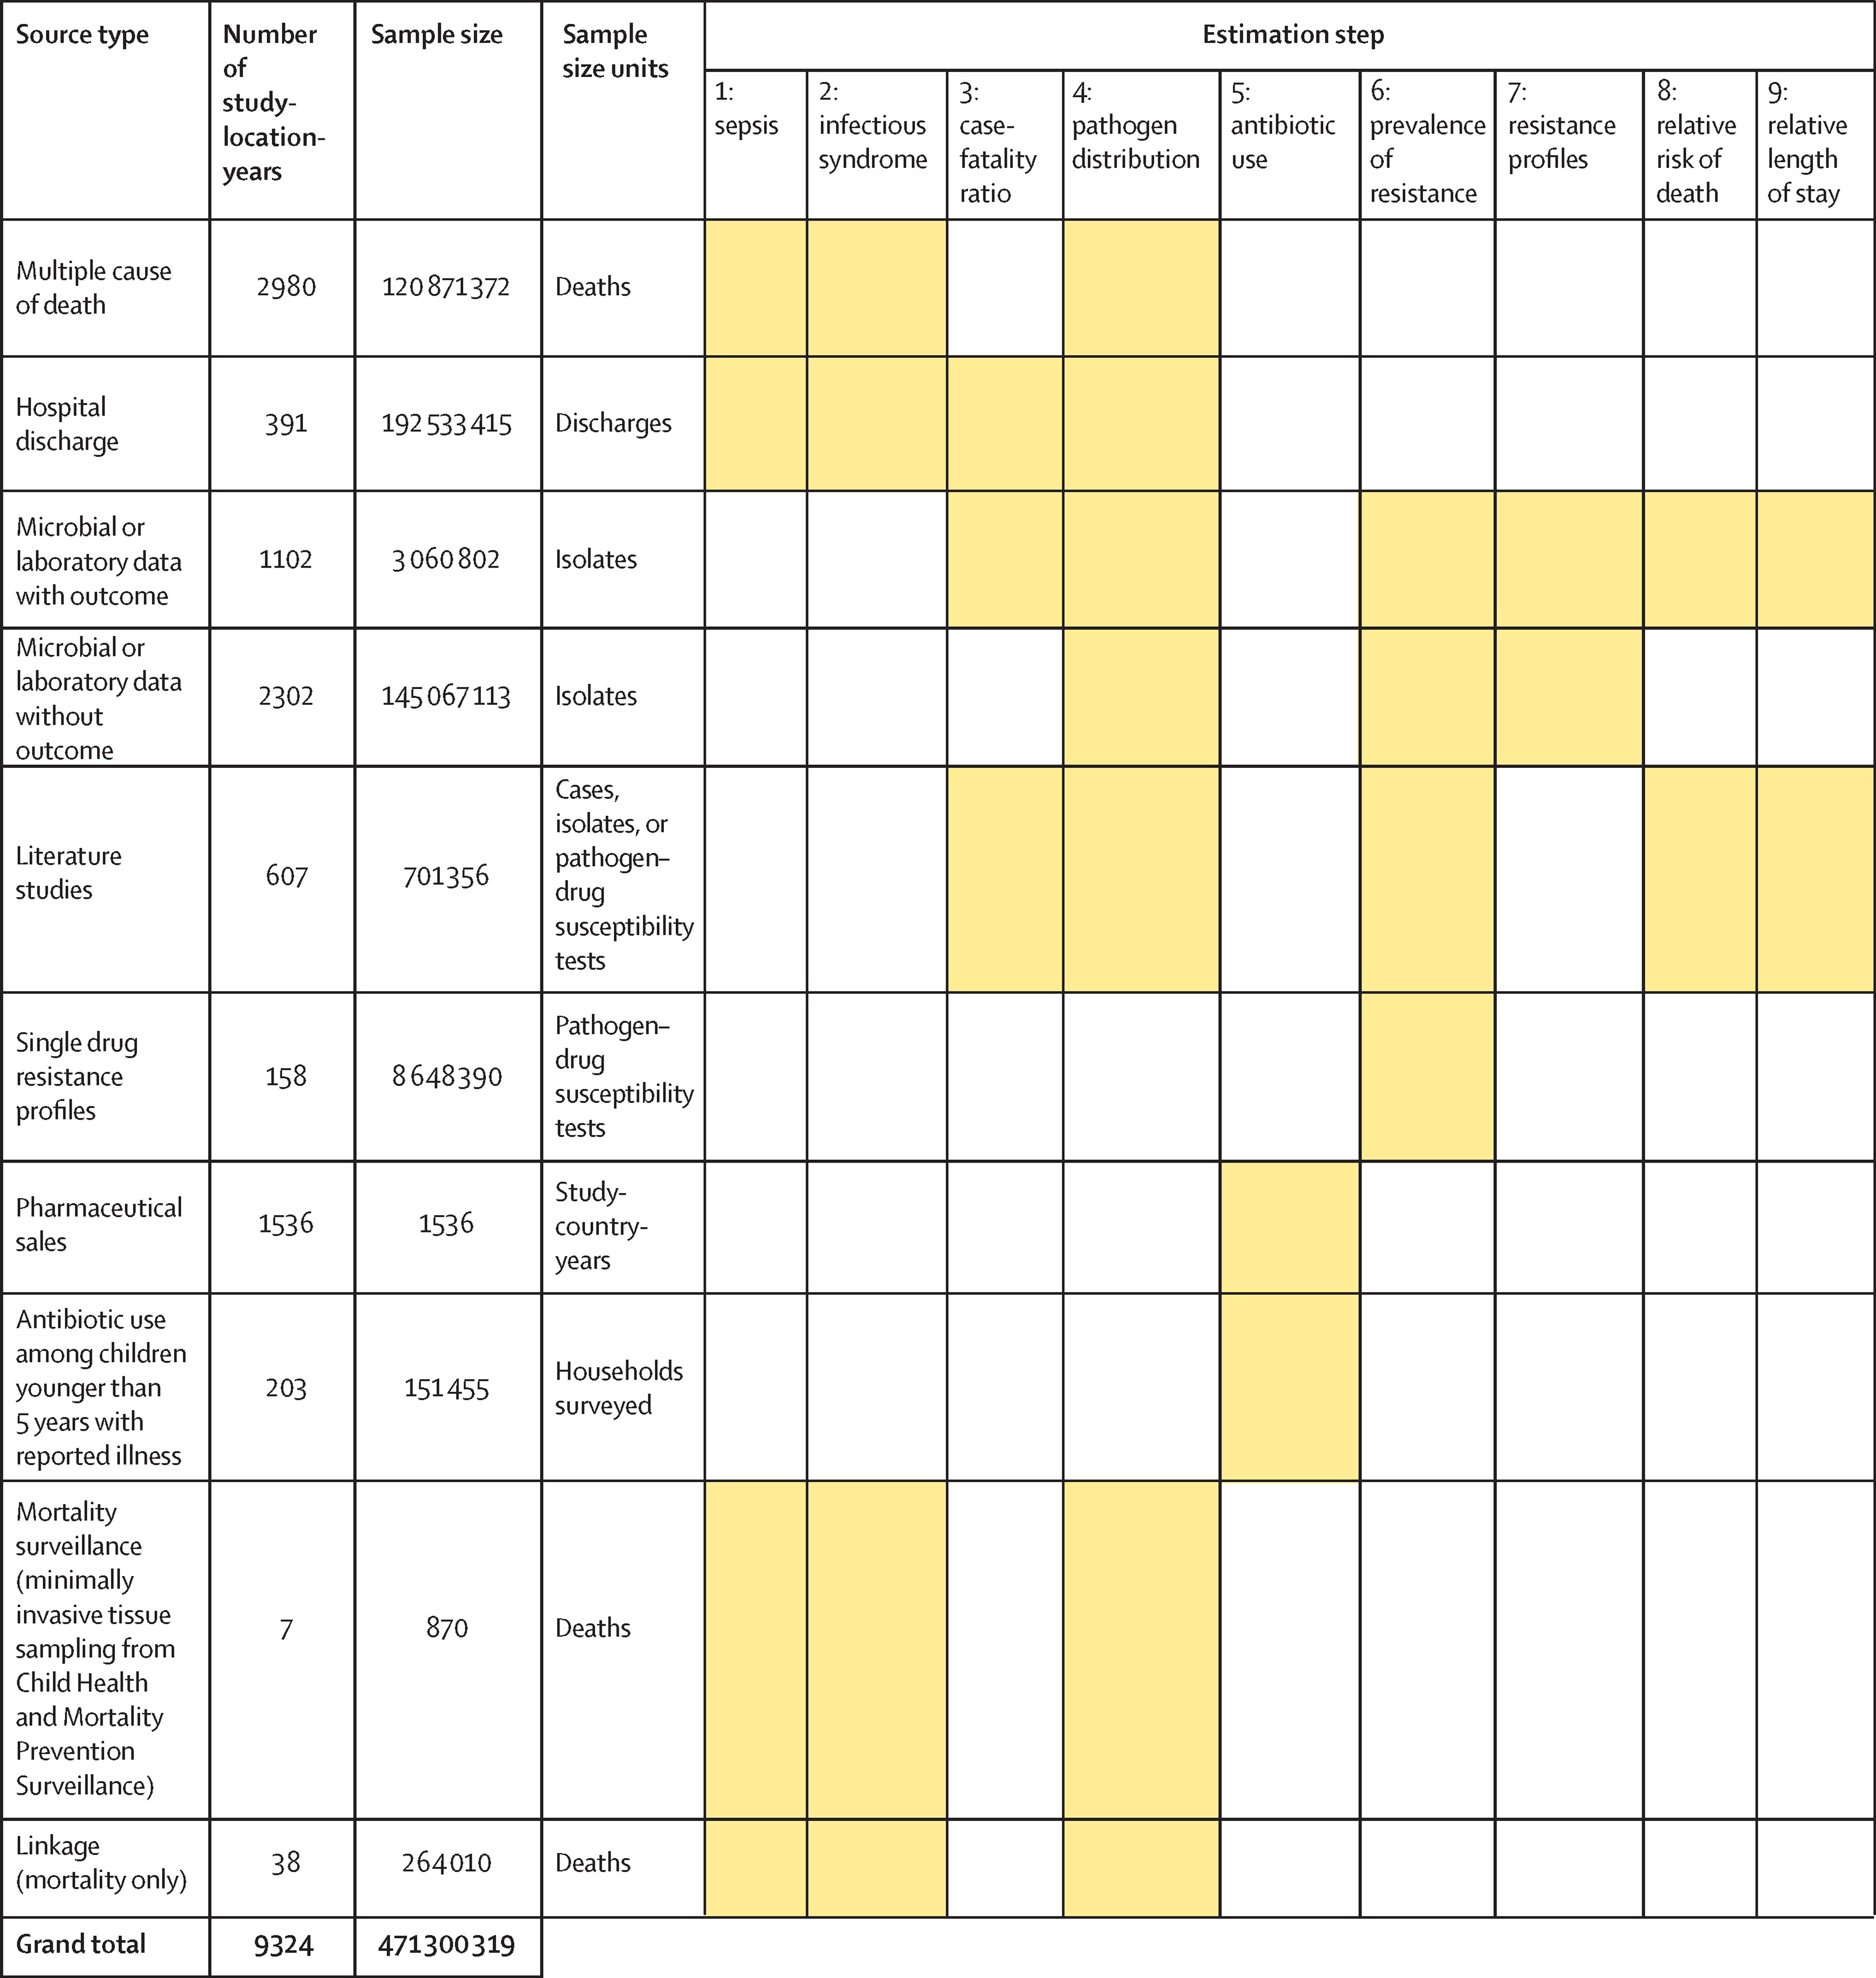 Source type
Number
of
study-
location-
years
Sample size
Sample
size units
Estimation step
1:
sepsis
2:
infectious
syndrome
3:
case-
fatality
ratio
4:
pathogen
distribution
5:
antibiotic
use
6:
prevalence
of
resistance
7:
resistance
profiles
8:
relative
risk of
death
9:
relative
length
of stay
Multiple cause
of death
2980
120 871 372
Deaths
Hospital
discharge
391
192 533 415
Discharges
Microbial or
laboratory data
with outcome
1102
3 060 802
Isolates
Microbial or
laboratory data
without
outcome
2302
145 067 113
Isolates
Literature
studies
607
701 356
Cases,
isolates, or
pathogen–
drug
susceptibility
tests
Single drug
resistance
profiles
158
8 648 390
Pathogen–
drug
susceptibility
tests
Pharmaceutical
sales
1536
1536
Study-
country-
years
Antibiotic use
among children
younger than
5 years with
reported illness
203
151 455
Households
surveyed
Mortality
surveillance
(minimally
invasive tissue
sampling from
Child Health
and Mortality
Prevention
Surveillance)
7
870
Deaths
Linkage
(mortality only)
38
264 010
Deaths
Grand total
9324
471 300 319